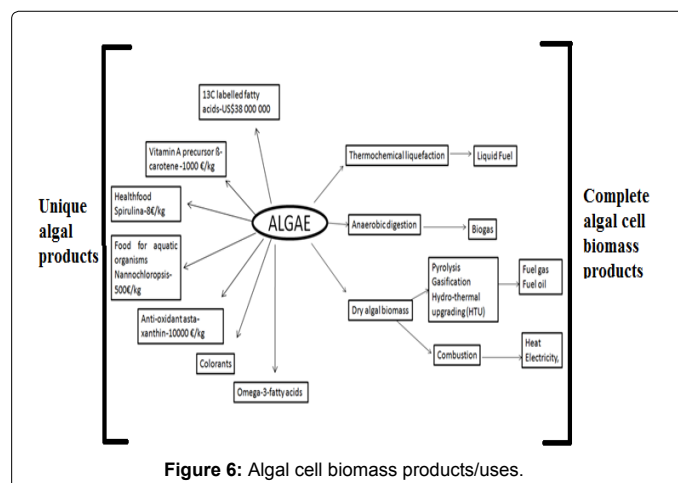 Unique
algal
products
13C labelled fatty
acids-US$38 000 000
Vitamin A precursor ß-
carotene -1000 €/kg
Healthfood
Spirulina-8€/kg
Food for aquatic
organisms
Nannochloropsis-
500€/kg
Anti-oxidant asta-
xanthin-10000 €/kg
Colorants
Omega-3-fatty acids
ALGAE
Thermochemical liquefaction
Liquid Fuel
Anaerobic digestion
Biogas
Dry algal biomass
Pyrolysis
Gasification
Hydro-thermal
upgrading (HTU)
Fuel gas
Fuel oil
Combustion
Heat
Electricity,
Complete
algal cell
biomass
products
Figure 6: Algal cell biomass products/uses.